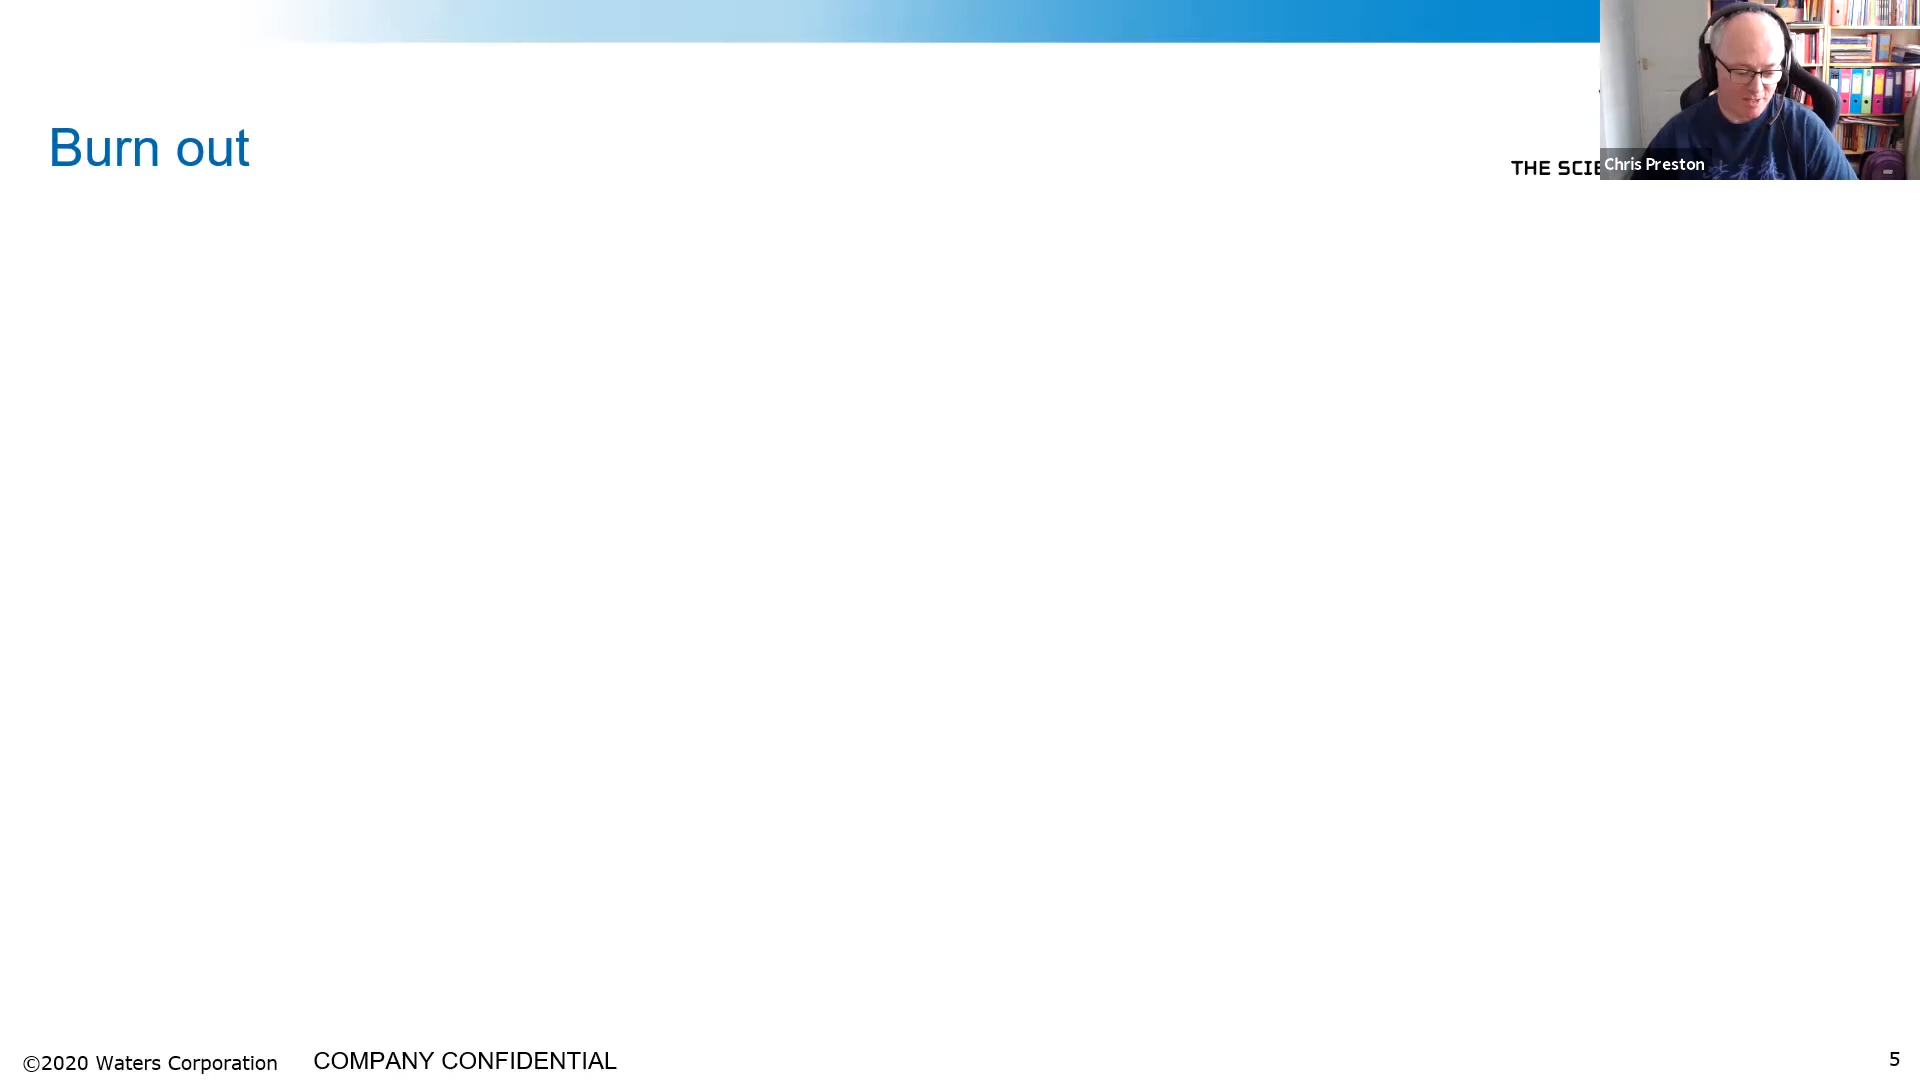 Burn out
THE SCIE
Chris Preston
©2020 Waters Corporation COMPANY CONFIDENTIAL 5